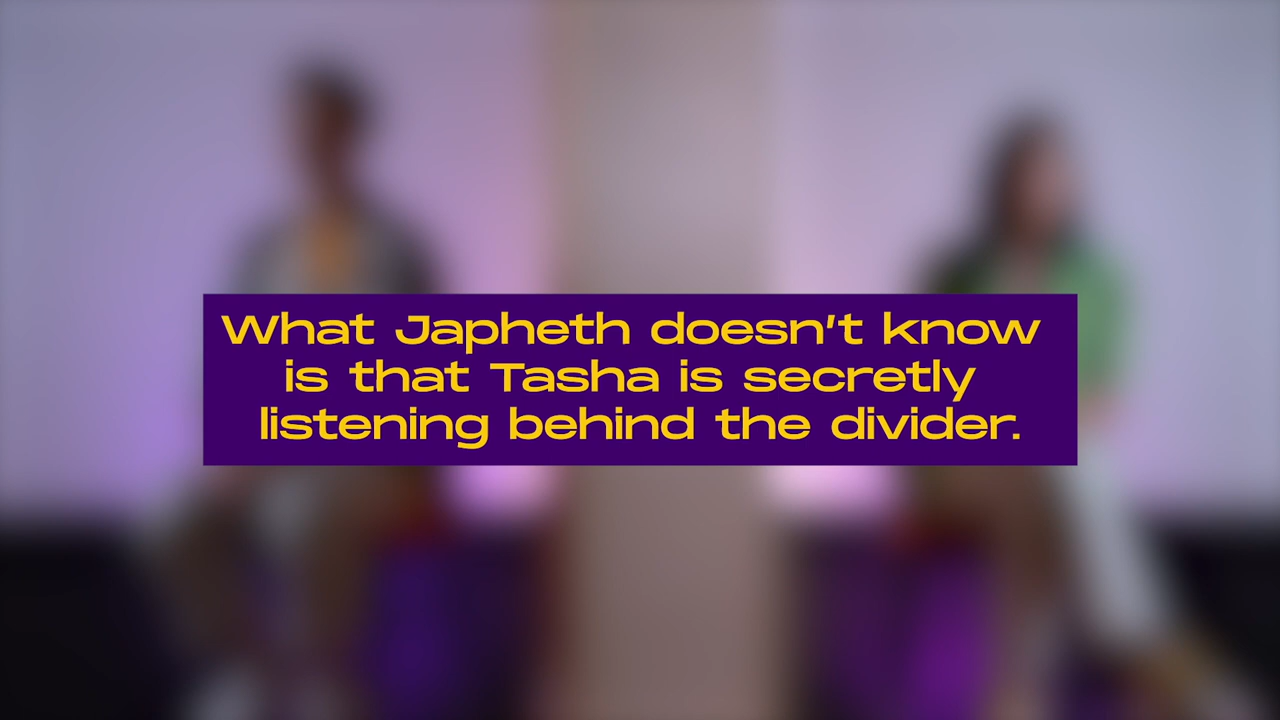 What Japheth doesn't know
is that Tasha is secretly
listening behind the divider.